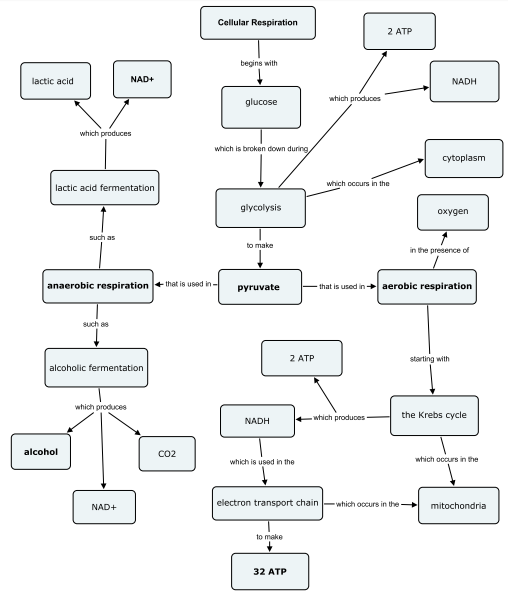 Cellular Respiration
2 ATP
begins with
lactic acid
NAD+
NADH
glucose
which produces
which produces
which is broken down during
cytoplasm
which occurs in the
lactic acid fermentation
glycolysis
oxygen
such as
to make
in the presence of
anaerobic respiration
that is used in
pyruvate
that is used in
aerobic respiration
such as
2 ATP
starting with
alcoholic fermentation
which produces
NADH
which produces
the Krebs cycle
alcohol
CO2
which is used in the
which occurs in the
NAD+
electron transport chain
which occurs in the
mitochondria
to make
32 ATP